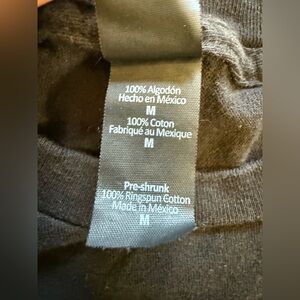 100% Algodón
Hecho en México
M
100% Coton
Fabriqué au Mexique
M
Pre-shrunk
100% Ringspun Cotton
Made in México
M